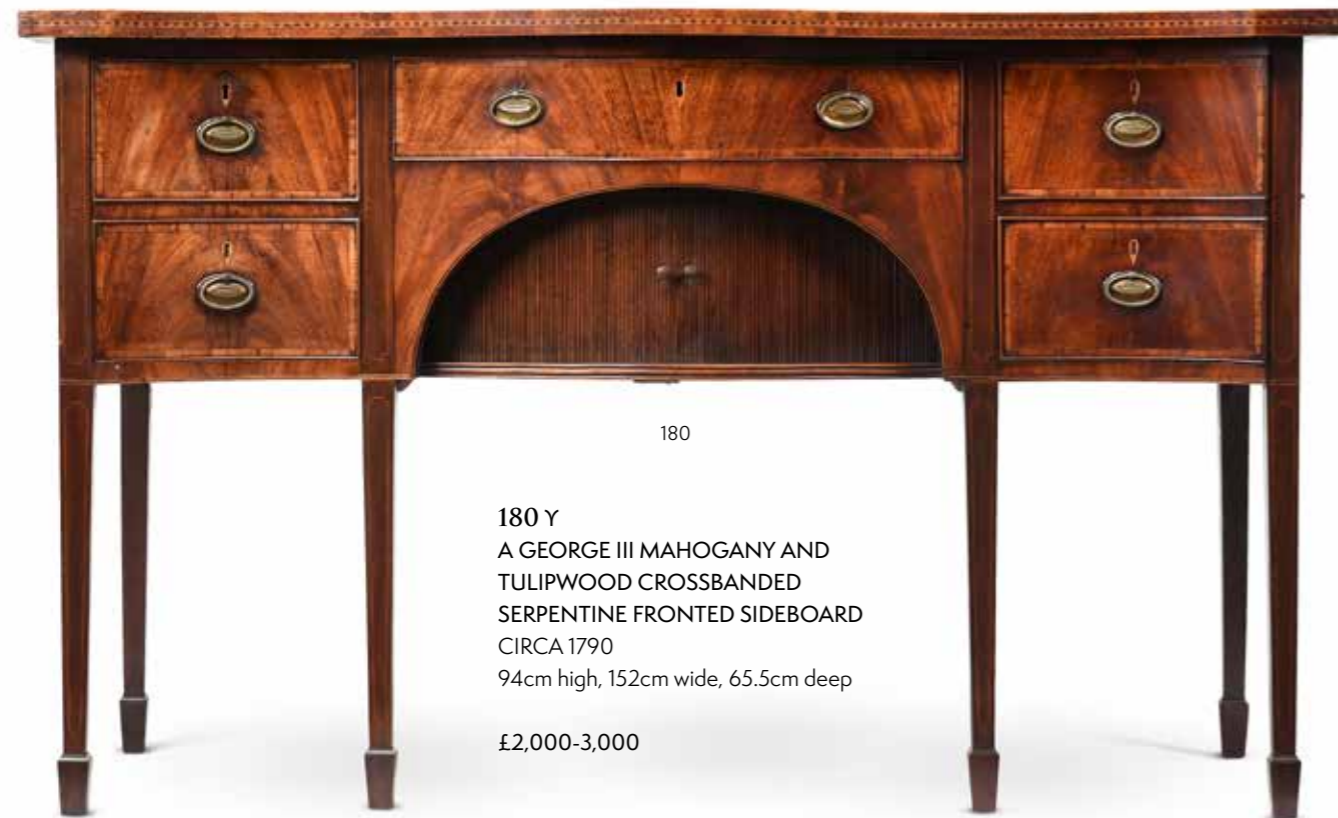 180
180 Y
A GEORGE III MAHOGANY AND
TULIPWOOD CROSSBANDED
SERPENTINE FRONTED SIDEBOARD
CIRCA 1790
94cm high, 152cm wide, 65.5cm deep
£2,000-3,000